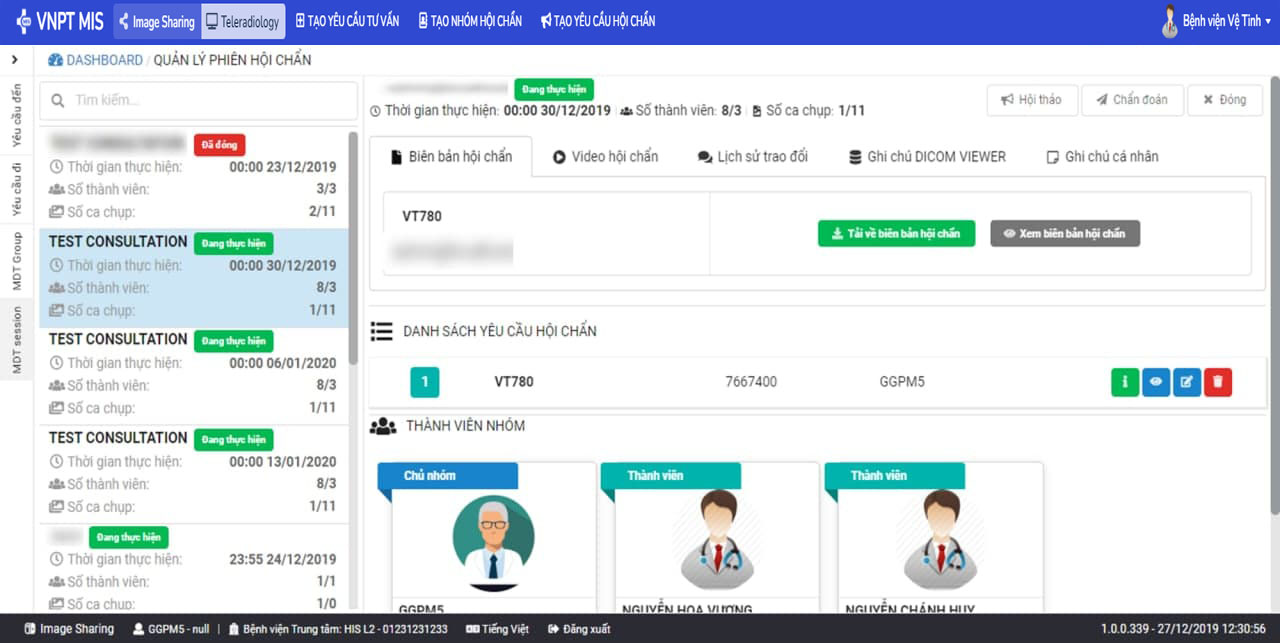 VNPT MIS Image Sharing Teleradiology TẠO YÊU CẦU TƯ VẤN TẠO NHÓM HỘI CHẨN TẠO YÊU CẦU HỘI CHẨN Bệnh viện Vệ Tinh
DASHBOARD / QUẢN LÝ PHIÊN HỘI CHẨN
Yêu cầu đến
Yêu cầu đi
MDT Group
MDT session
Tìm kiếm...
Đã đóng
Thời gian thực hiện: 00:00 23/12/2019
Số thành viên: 3/3
Số ca chụp: 2/11
TEST CONSULTATION Đang thực hiện
Thời gian thực hiện: 00:00 30/12/2019
Số thành viên: 8/3
Số ca chụp: 1/11
TEST CONSULTATION Đang thực hiện
Thời gian thực hiện: 00:00 06/01/2020
Số thành viên: 8/3
Số ca chụp: 1/11
TEST CONSULTATION Đang thực hiện
Thời gian thực hiện: 00:00 13/01/2020
Số thành viên: 8/3
Số ca chụp: 1/11
Đang thực hiện
Thời gian thực hiện: 23:55 24/12/2019
Số thành viên: 1/1
Số ca chụp: 1/0
Đang thực hiện
Thời gian thực hiện: 00:00 30/12/2019 Số thành viên: 8/3 Số ca chụp: 1/11
Hội thảo Chẩn đoán Đóng
Biên bản hội chẩn Video hội chẩn Lịch sử trao đổi Ghi chú DICOM VIEWER Ghi chú cá nhân
VT780
Tải về biên bản hội chẩn Xem biên bản hội chẩn
DANH SÁCH YÊU CẦU HỘI CHẨN
1 VT780 7667400 GGPM5
THÀNH VIÊN NHÓM
Chủ nhóm Thành viên Thành viên
GGPM5 NGUYỄN HOA VƯƠNG NGUYỄN CHÁNH HUY
Image Sharing GGPM5 - null | Bệnh viện Trung tâm: HIS L2 - 01231231233 Tiếng Việt Đăng xuất 1.0.0.339 - 27/12/2019 12:30:56